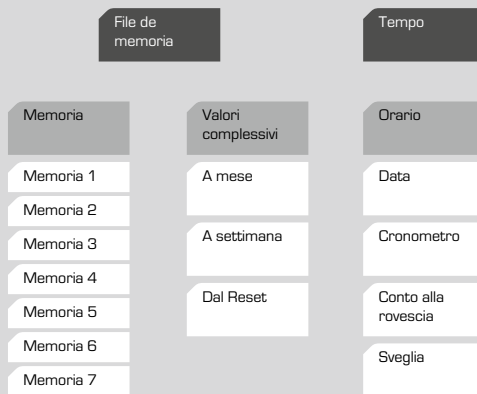 File de
memoria
Tempo
Memoria
Memoria 1
Memoria 2
Memoria 3
Memoria 4
Memoria 5
Memoria 6
Memoria 7
Valori
complessivi
A mese
A settimana
Dal Reset
Orario
Data
Cronometro
Conto alla
rovescia
Sveglia